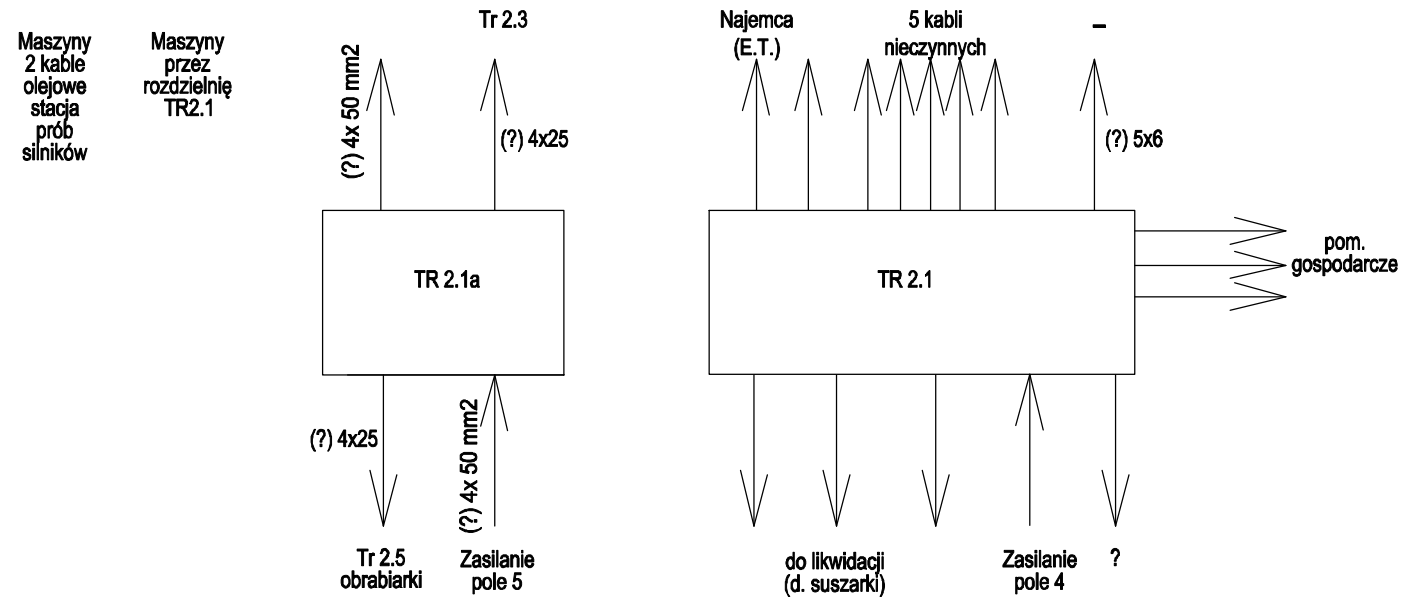 Maszyny
2 kable
olejowe
stacja
prób
silników
Maszyny
przez
rozdzielnię
TR2.1
(?) 4x 50 mm2
Tr 2.3
(?) 4x25
TR 2.1a
(?) 4x25
Tr 2.5
obrabiarki
(?) 4x 50 mm2
Zasilanie
pole 5
Najemca
(E.T.)
5 kabli
nieczynnych
–
(?) 5x6
TR 2.1
pom.
gospodarcze
do likwidacji
(d. suszarki)
Zasilanie
pole 4
?